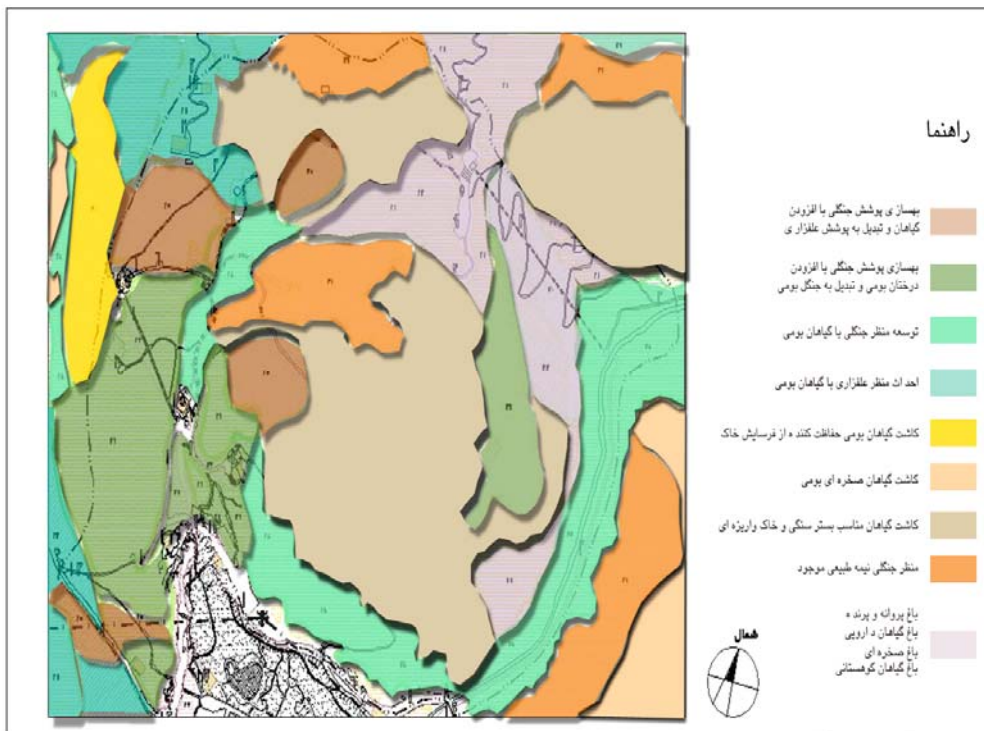 راهنما
بهسازی پوشش جنگلی با افزودن
گیاهان و تبدیل به پوشش علفزاری
بهسازی پوشش جنگلی با افزودن
درختان بومی و تبدیل به جنگل بومی
توسعه منظر جنگلی با گیاهان بومی
احداث منظر علفزاری با گیاهان بومی
کاشت گیاهان بومی حفاظت کننده از فرسایش خاک
کاشت گیاهان صخره ای بومی
کاشت گیاهان مناسب بستر سنگی و خاک واریزه ای
منظر جنگلی نیمه طبیعی موجود
باغ پروانه و پرنده
باغ گیاهان دارویی
باغ صخره ای
باغ گیاهان کوهستانی
شمال